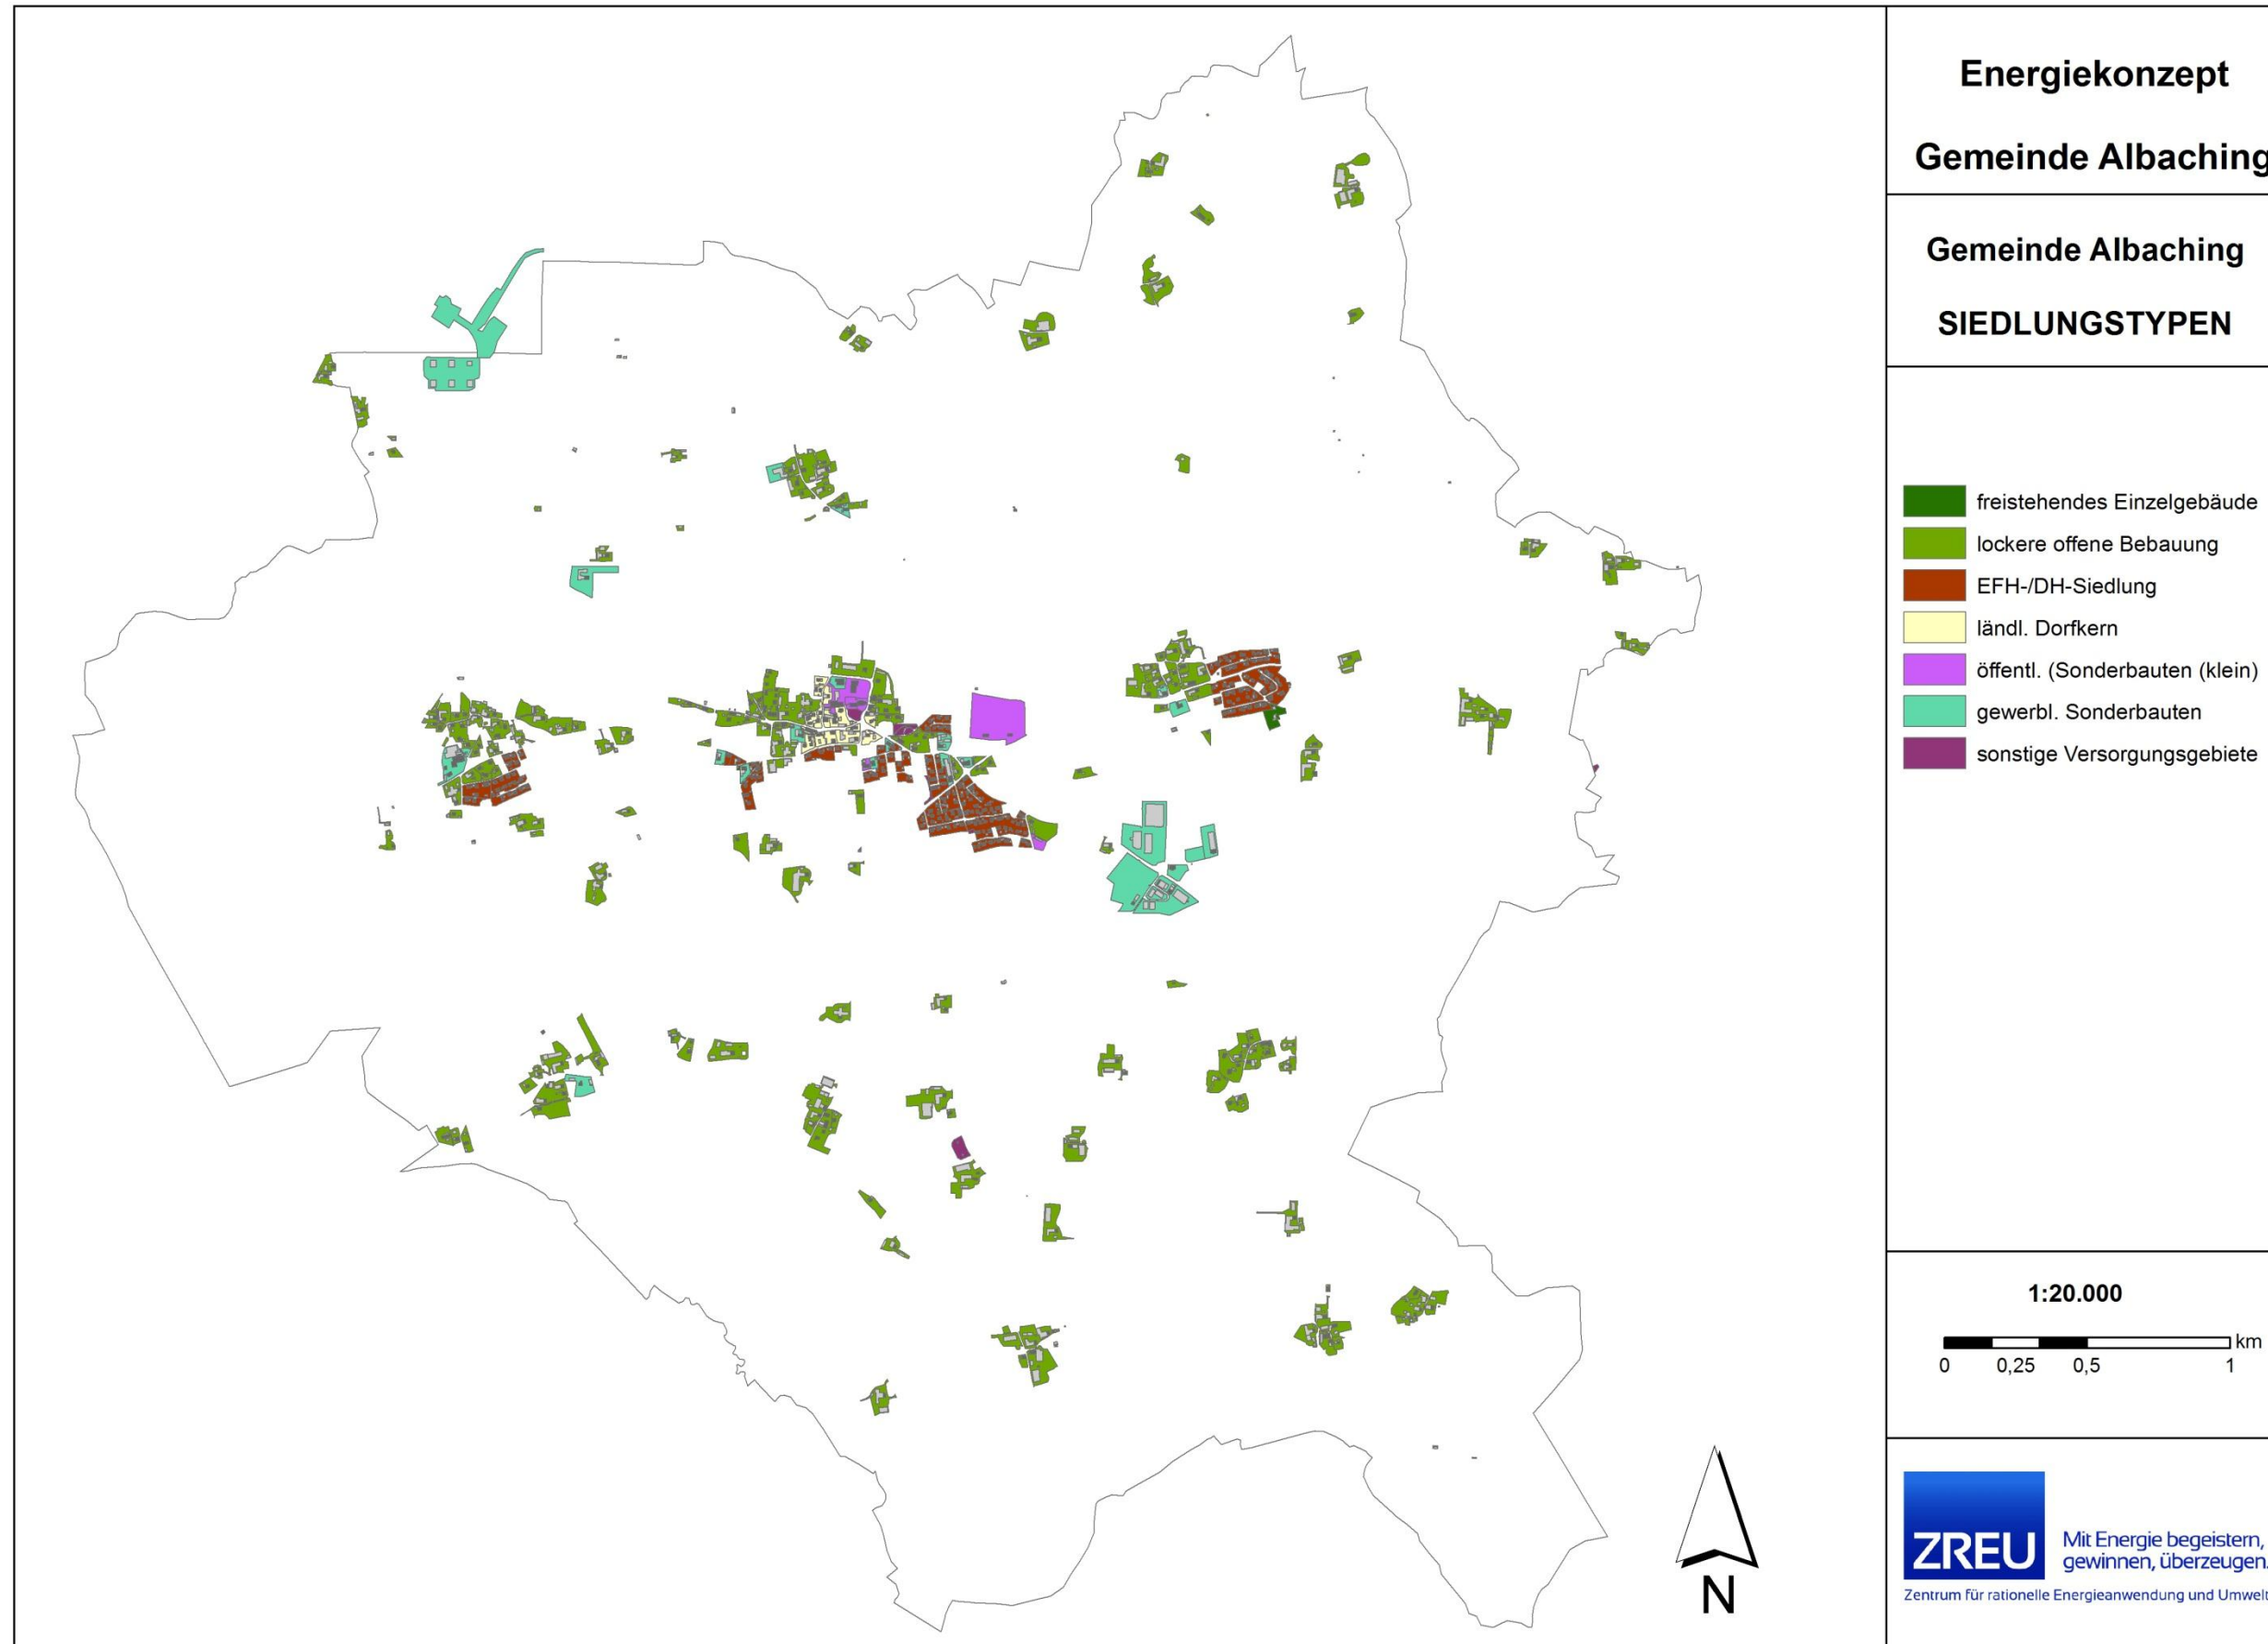 Energiekonzept
Gemeinde Albaching
Gemeinde Albaching
SIEDLUNGSTYPEN
freistehendes Einzelgebäude
lockere offene Bebauung
EFH-/DH-Siedlung
ländl. Dorfkern
öffentl. (Sonderbauten (klein)
gewerbl. Sonderbauten
sonstige Versorgungsgebiete
1:20.000
km
0 0,25 0,5 1
N
ZREU
Mit Energie begeistern,
gewinnen, überzeugen.
Zentrum für rationelle Energieanwendung und Umwelt